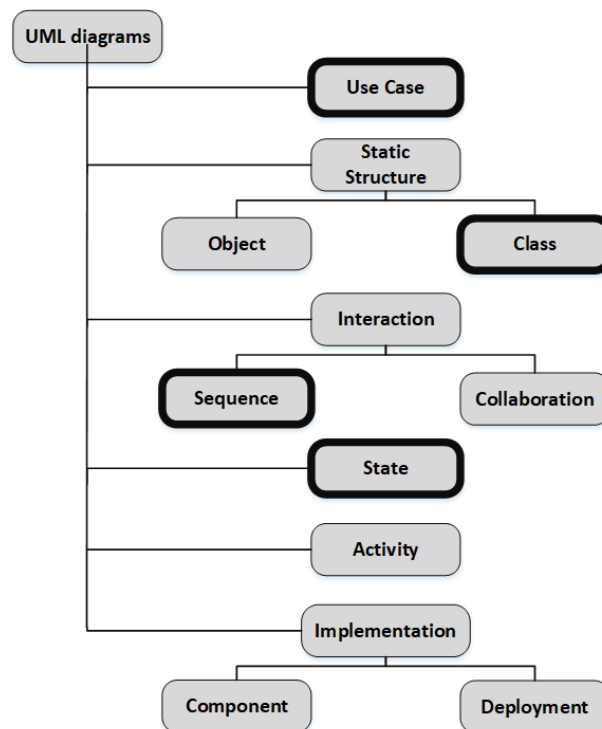 UML diagrams
Use Case
Static
Structure
Object
Class
Interaction
Sequence
Collaboration
State
Activity
Implementation
Component
Deployment